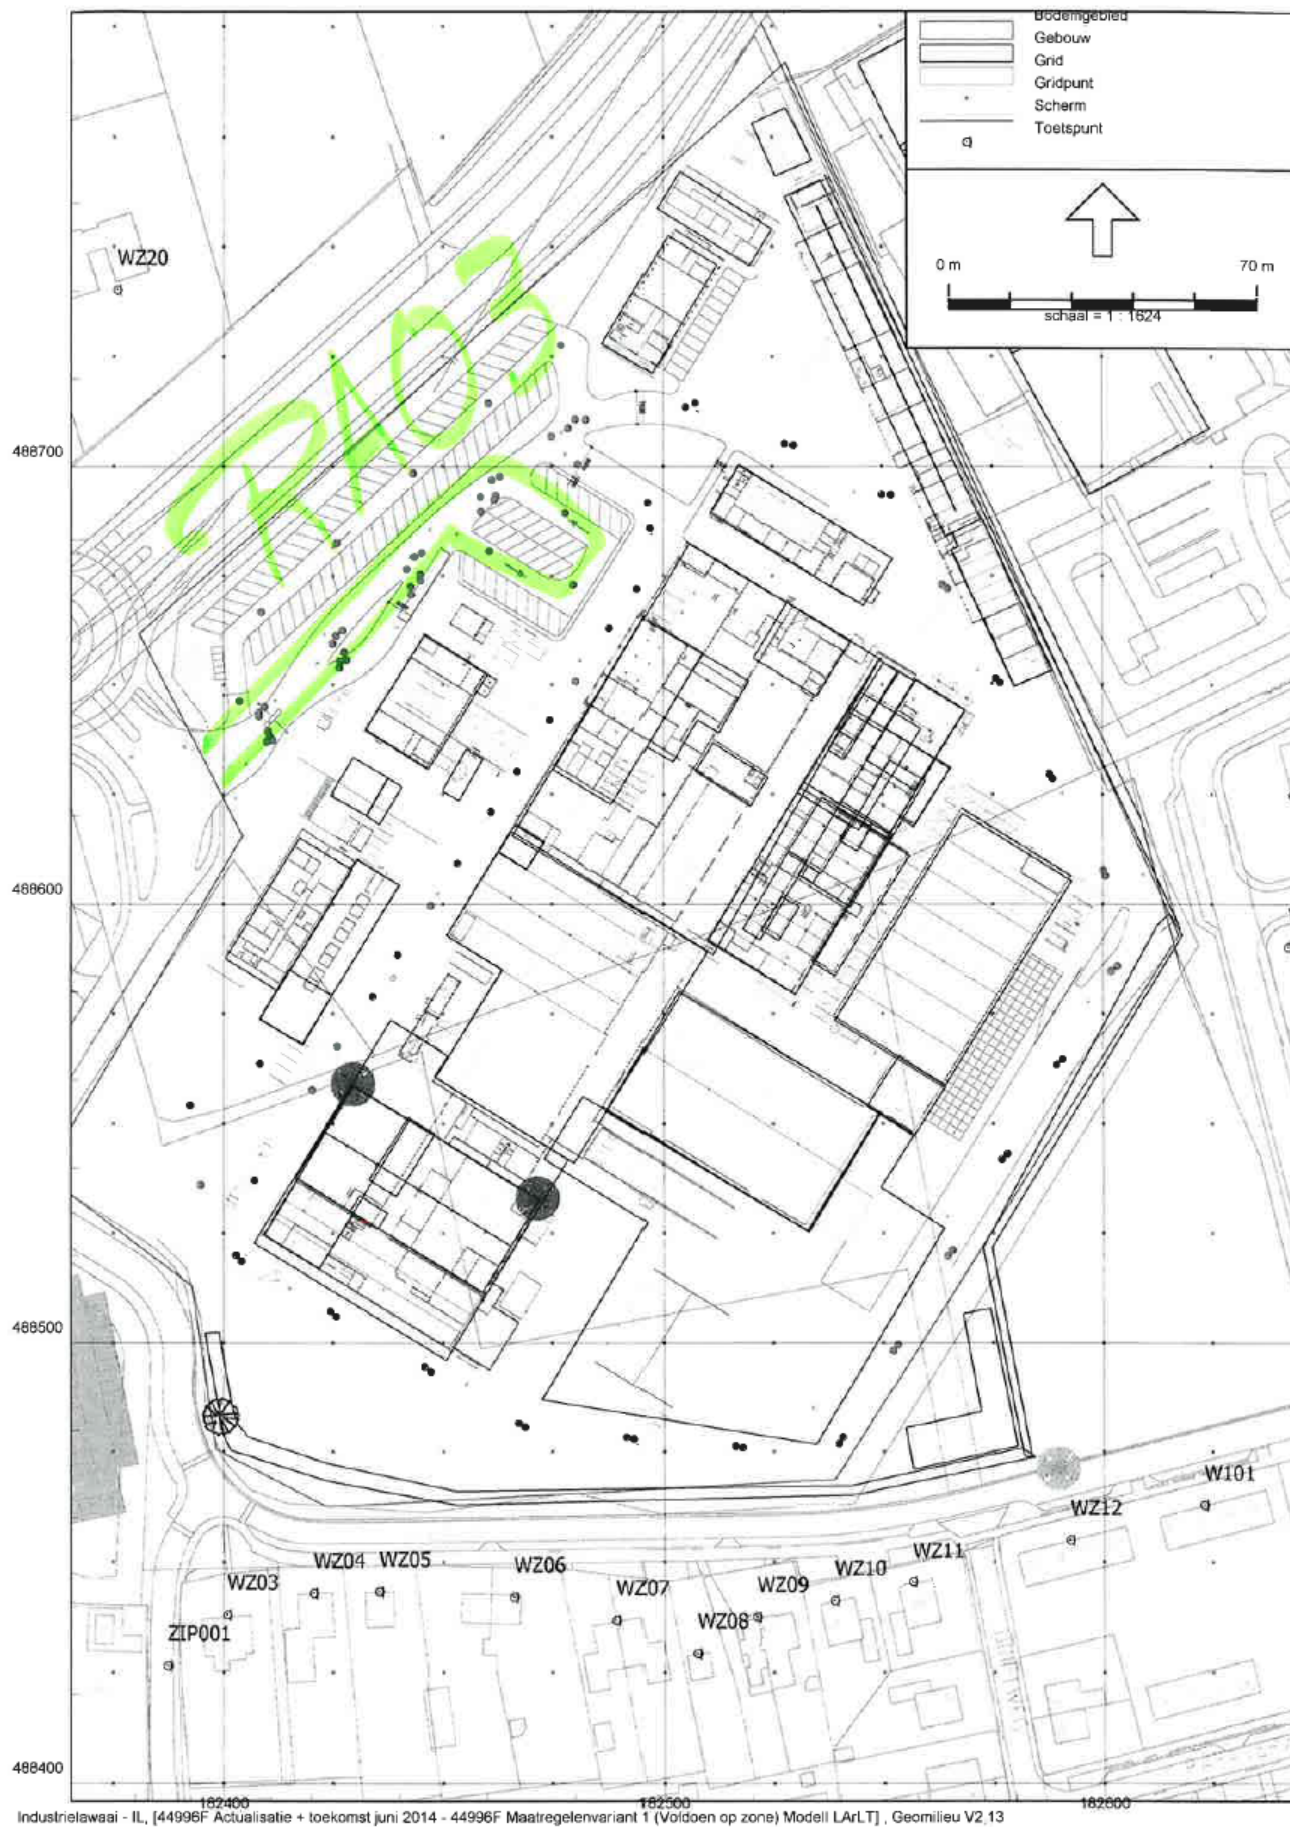 Bodemgebied
Gebouw
Grid
Gridpunt
Scherm
Toetspunt
0 m 70 m
schaal = 1 : 1624
WZ20
RA03
488700
488600
488500
WZ03
WZ04
WZ05
WZ06
WZ07
WZ08
WZ09
WZ10
WZ11
WZ12
W101
ZIP001
488400
182400 182500 182600
Industrielawaai - IL, [44996F Actualisatie + toekomst juni 2014 - 44996F Maatregelenvariant 1 (Voldoen op zone) Modell LArLT] , Geomilieu V2.13